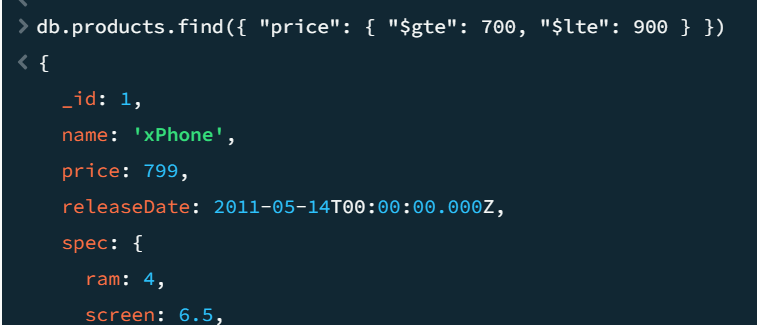 > db.products.find({ "price": { "$gte": 700, "$lte": 900 } })
< {
_id: 1,
name: 'xPhone',
price: 799,
releaseDate: 2011-05-14T00:00:00.000Z,
spec: {
ram: 4,
screen: 6.5,